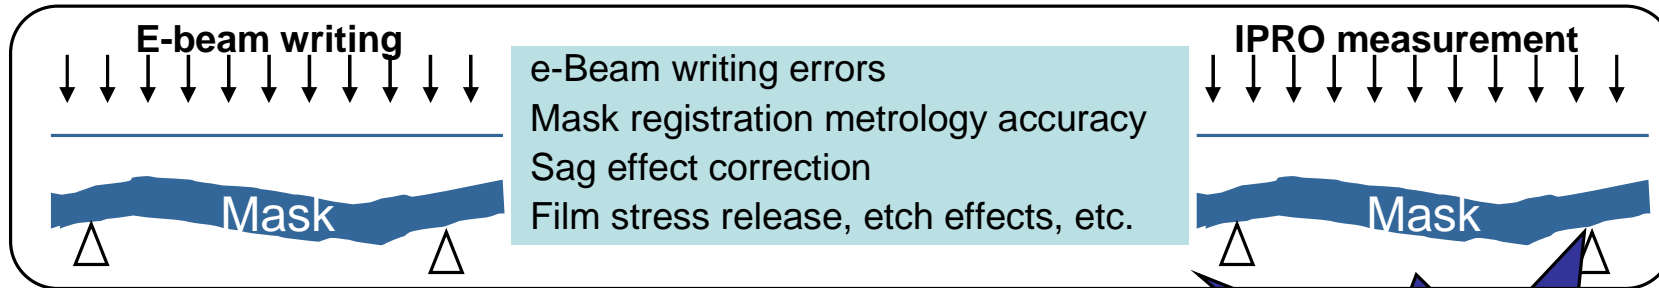 E-beam writing
IPRO measurement
e-Beam writing errors
Mask registration metrology accuracy
Sag effect correction
Film stress release, etch effects, etc.
Mask
Mask